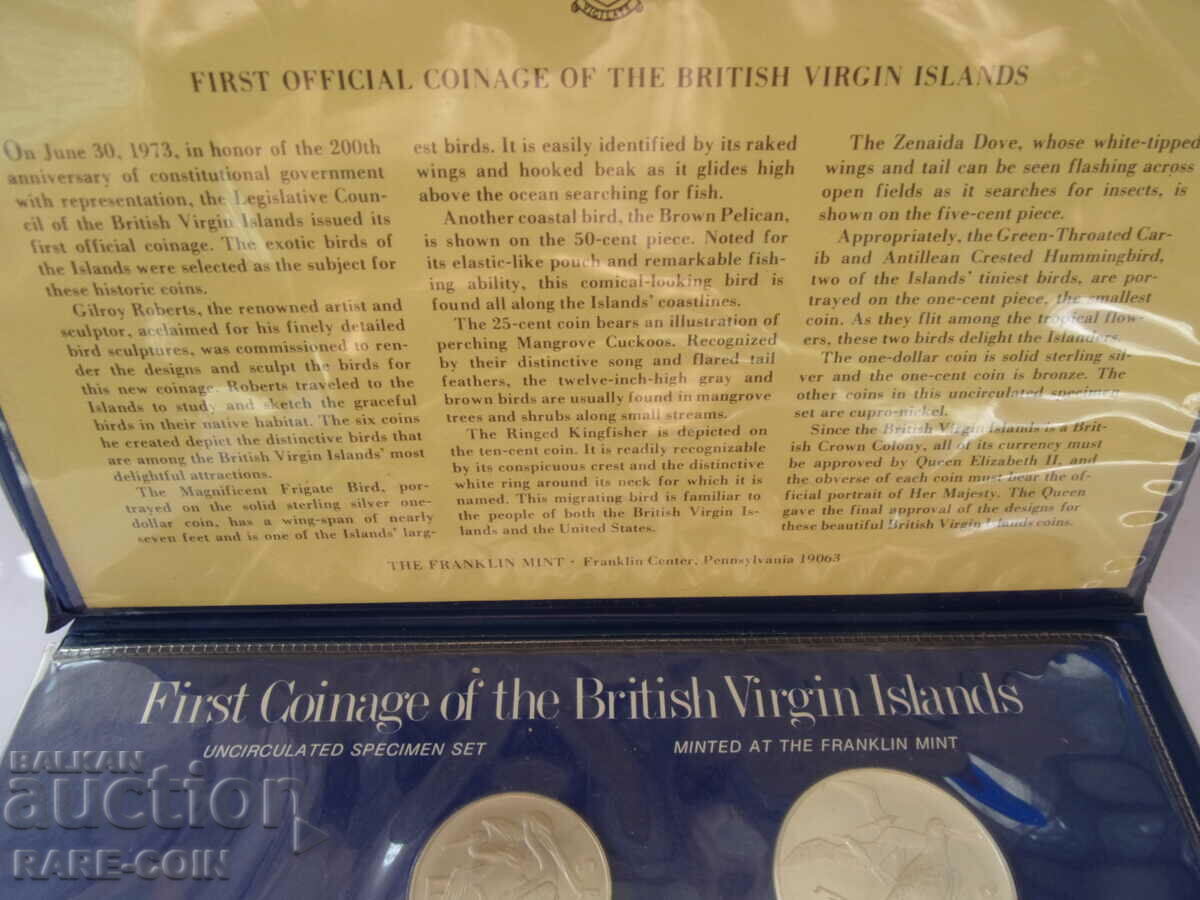 FIRST OFFICIAL COINAGE OF THE BRITISH VIRGIN ISLANDS
On June 30, 1973, in honor of the 200th
anniversary of constitutional government
with representation, the Legislative Coun-
cil of the British Virgin Islands issued its
first official coinage. The exotic birds of
the Islands were selected as the subject for
these historic coins.
Gilroy Roberts, the renowned artist and
sculptor, acclaimed for his finely detailed
bird sculptures, was commissioned to ren-
der the designs and sculpt the birds for
this new coinage. Roberts traveled to the
Islands to study and sketch the graceful
birds in their native habitat. The six coins
he created depict the distinctive birds that
are among the British Virgin Islands' most
delightful attractions.
The Magnificent Frigate Bird, por-
trayed on the solid sterling silver one-
dollar coin, has a wing-span of nearly
seven feet and is one of the Islands' larg-
est birds. It is easily identified by its raked
wings and hooked beak as it glides high
above the ocean searching for fish.
Another coastal bird, the Brown Pelican,
is shown on the 50-cent piece. Noted for
its elastic-like pouch and remarkable fish-
ing ability, this comical-looking bird is
found all along the Islands' coastlines.
The 25-cent coin bears an illustration of
perching Mangrove Cuckoos. Recognized
by their distinctive song and flared tail
feathers, the twelve-inch-high gray and
brown birds are usually found in mangrove
trees and shrubs along small streams.
The Ringed Kingfisher is depicted on
the ten-cent coin. It is readily recognizable
by its conspicuous crest and the distinctive
white ring around its neck for which it is
named. This migrating bird is familiar to
the people of both the British Virgin Is-
lands and the United States.
The Zenaida Dove, whose white-tipped
wings and tail can be seen flashing across
open fields as it searches for insects, is
shown on the five-cent piece.
Appropriately, the Green-Throated Car-
ib and Antillean Crested Hummingbird,
two of the Islands' tiniest birds, are por-
trayed on the one-cent piece, the smallest
coin. As they flit among the tropical flow-
ers, these two birds delight the Islanders.
The one-dollar coin is solid sterling sil-
ver and the one-cent coin is bronze. The
other coins in this uncirculated specimen
set are cupro-nickel.
Since the British Virgin Islands is a Brit-
ish Crown Colony, all of its currency must
be approved by Queen Elizabeth II, and
the obverse of each coin must bear the of-
ficial portrait of Her Majesty. The Queen
gave the final approval of the designs for
these beautiful British Virgin Islands coins.
THE FRANKLIN MINT · Franklin Center, Pennsylvania 19063
First Coinage of the British Virgin Islands
UNCIRCULATED SPECIMEN SET
MINTED AT THE FRANKLIN MINT
BALKAN
auction
RARE-COIN